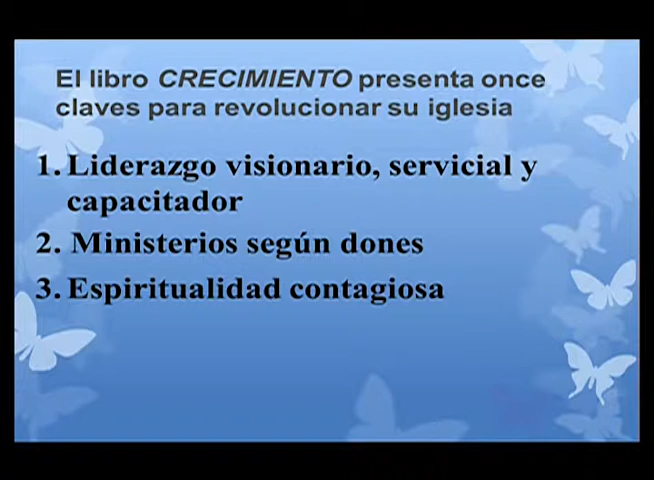 El libro CRECIMIENTO presenta once
claves para revolucionar su iglesia
1. Liderazgo visionario, servicial y
capacitador
2. Ministerios según dones
3. Espiritualidad contagiosa